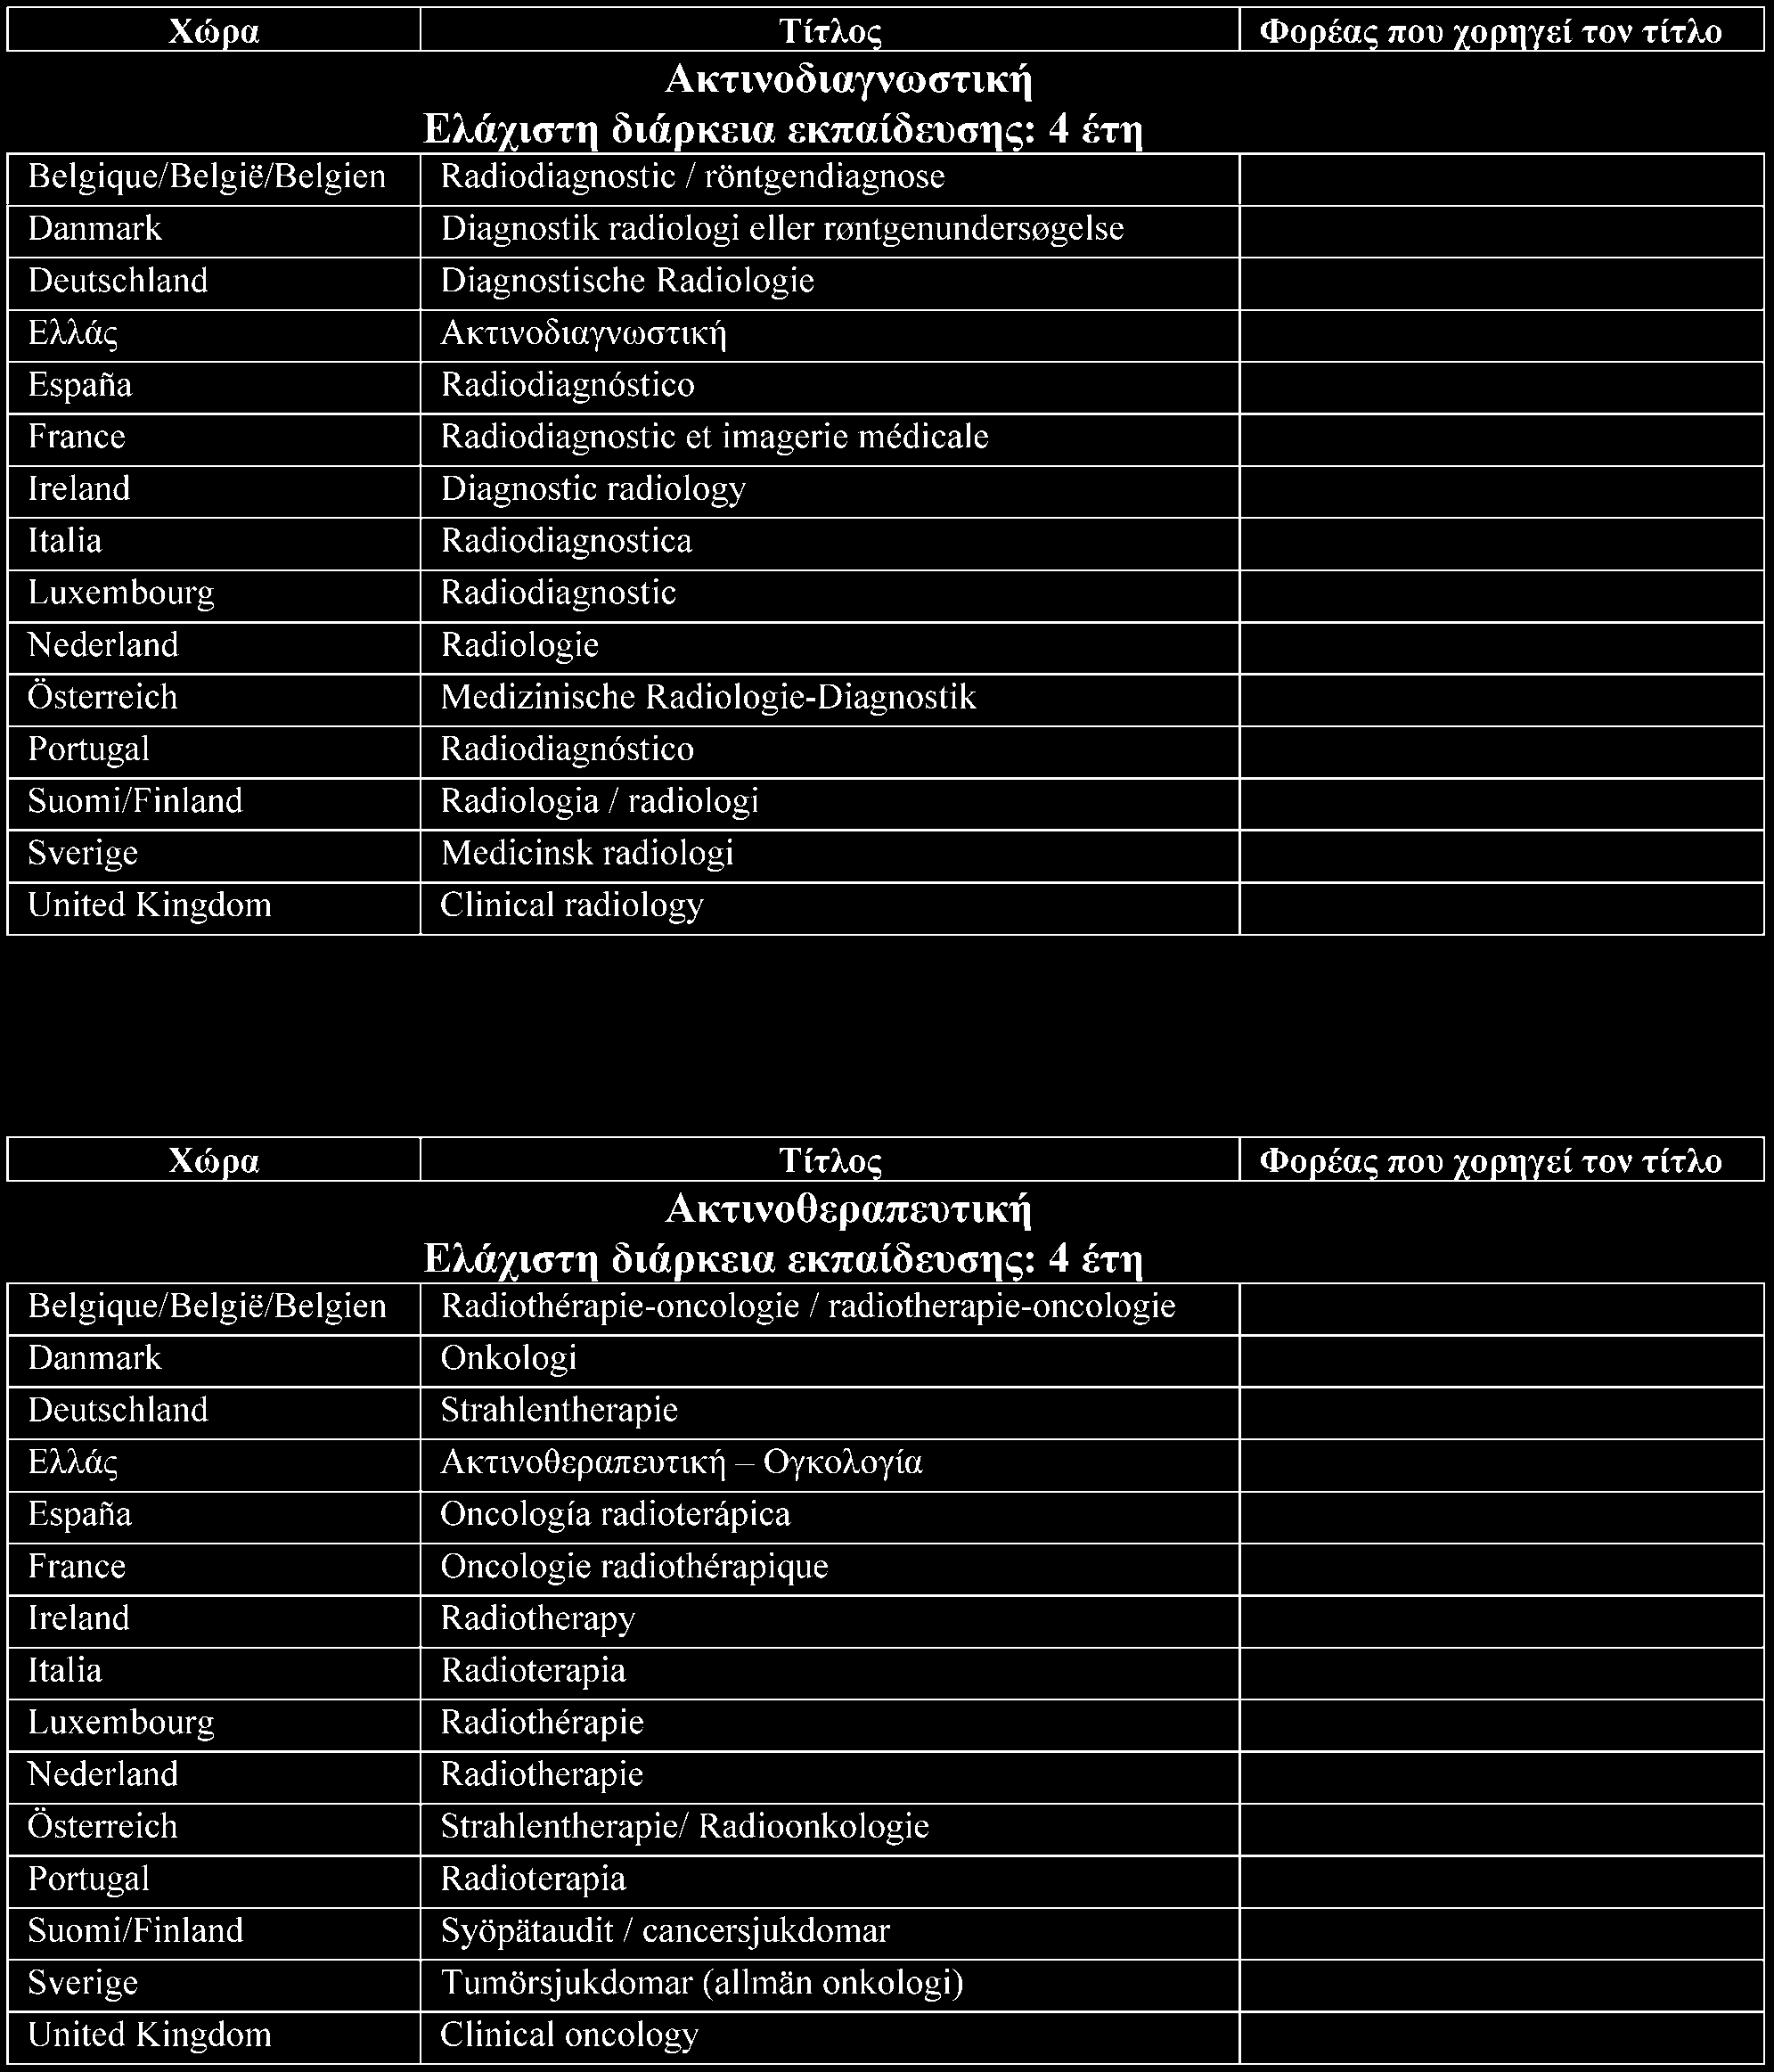 Χώρα Τίτλος Φορέας που χορηγεί τον τίτλο
Ακτινοδιαγνωστική
Ελάχιστη διάρκεια εκπαίδευσης: 4 έτη
Belgique/België/Belgien Radiodiagnostic / röntgendiagnose
Danmark Diagnostik radiologi eller røntgenundersøgelse
Deutschland Diagnostische Radiologie
Ελλάς Ακτινοδιαγνωστική
España Radiodiagnóstico
France Radiodiagnostic et imagerie médicale
Ireland Diagnostic radiology
Italia Radiodiagnostica
Luxembourg Radiodiagnostic
Nederland Radiologie
Österreich Medizinische Radiologie-Diagnostik
Portugal Radiodiagnóstico
Suomi/Finland Radiologia / radiologi
Sverige Medicinsk radiologi
United Kingdom Clinical radiology
Χώρα Τίτλος Φορέας που χορηγεί τον τίτλο
Ακτινοθεραπευτική
Ελάχιστη διάρκεια εκπαίδευσης: 4 έτη
Belgique/België/Belgien Radiothérapie-oncologie / radiotherapie-oncologie
Danmark Onkologi
Deutschland Strahlentherapie
Ελλάς Ακτινοθεραπευτική – Ογκολογία
España Oncología radioterápica
France Oncologie radiothérapique
Ireland Radiotherapy
Italia Radioterapia
Luxembourg Radiothérapie
Nederland Radiotherapie
Österreich Strahlentherapie/ Radioonkologie
Portugal Radioterapia
Suomi/Finland Syöpätaudit / cancersjukdomar
Sverige Tumörsjukdomar (allmän onkologi)
United Kingdom Clinical oncology